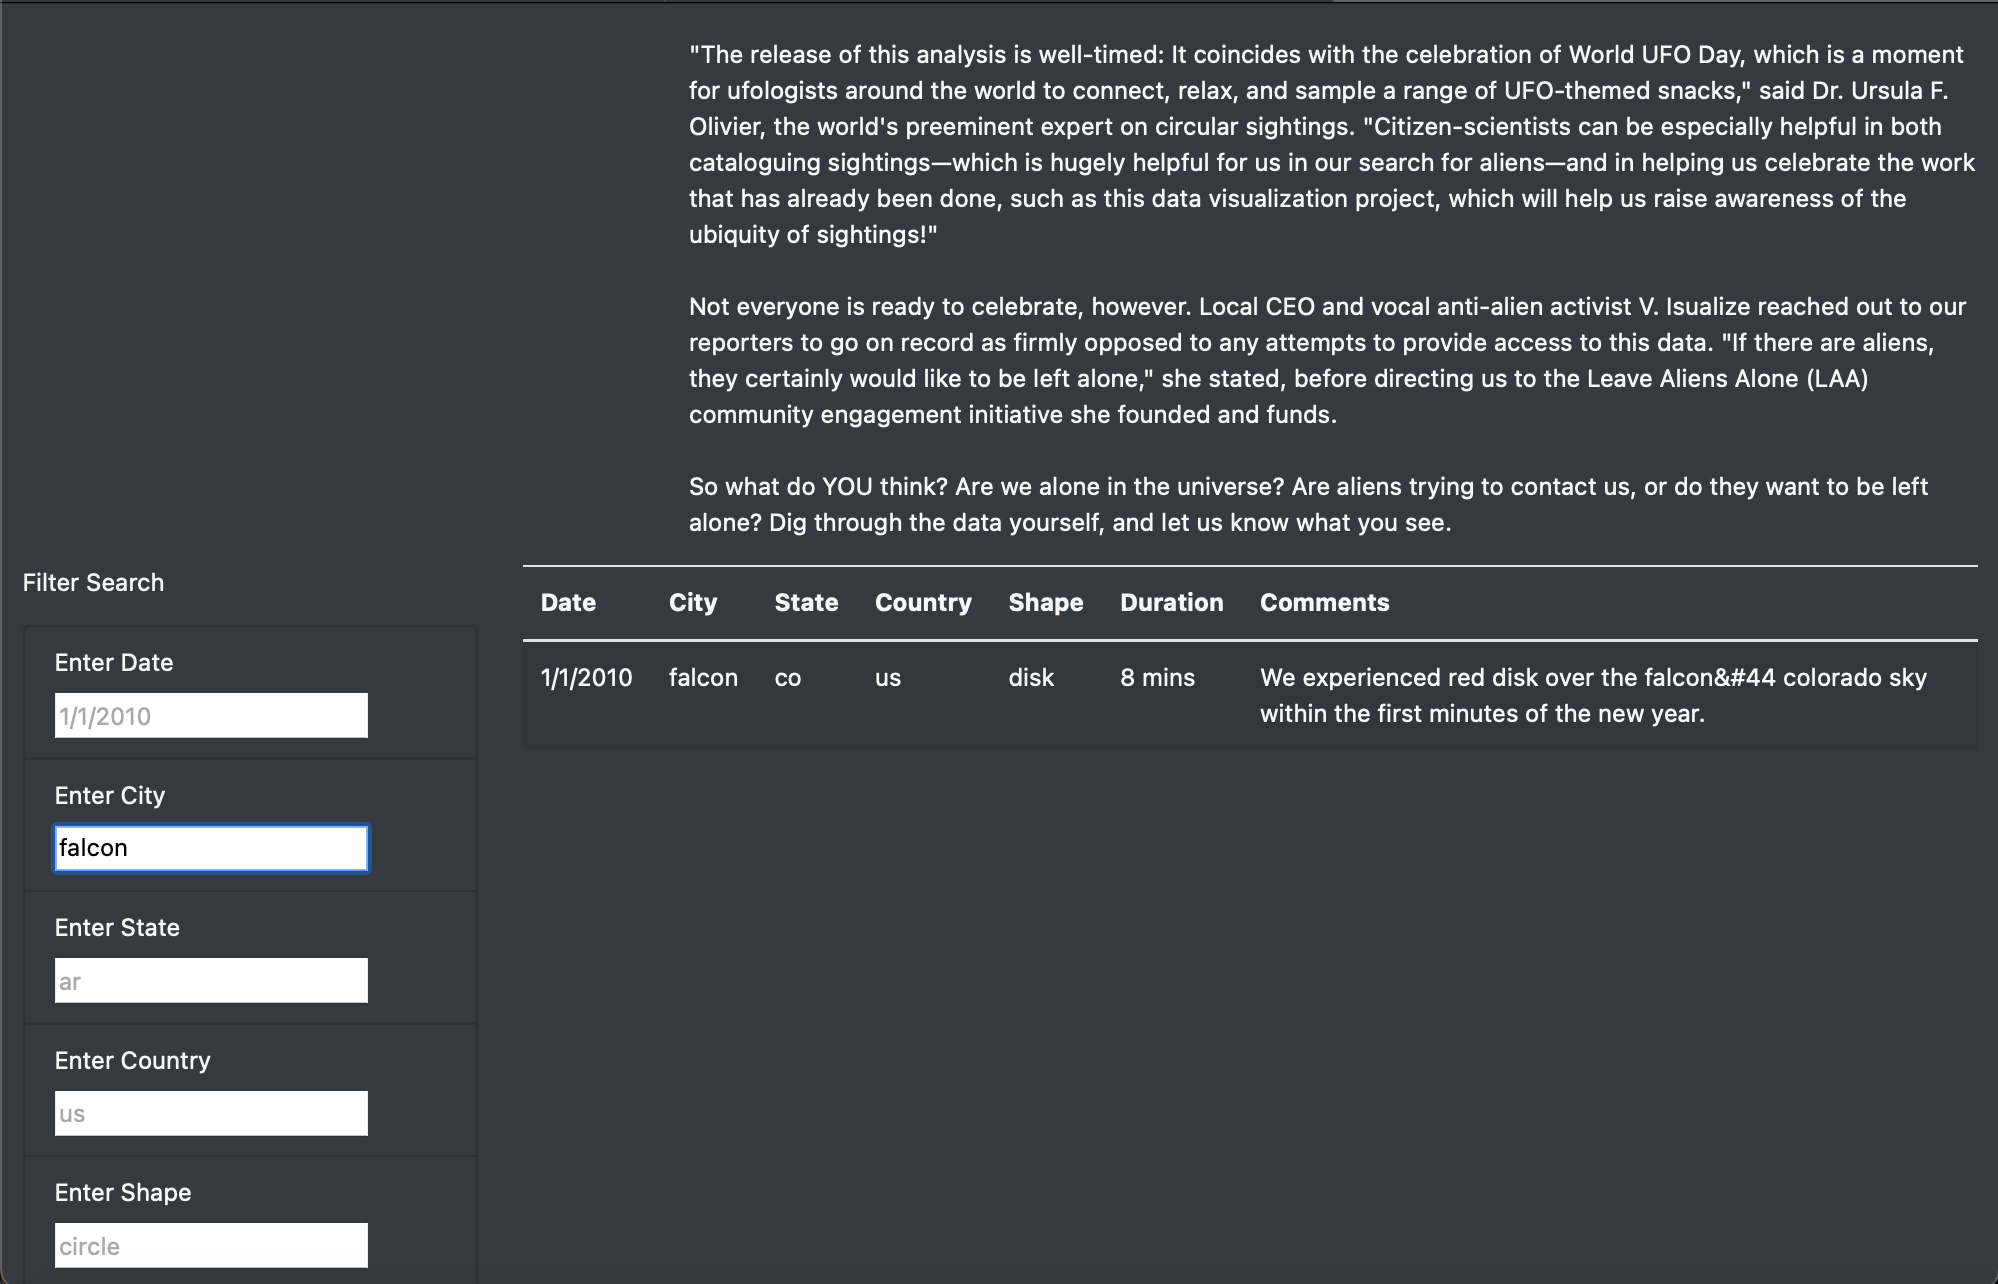 "The release of this analysis is well-timed: It coincides with the celebration of World UFO Day, which is a moment
for ufologists around the world to connect, relax, and sample a range of UFO-themed snacks," said Dr. Ursula F.
Olivier, the world's preeminent expert on circular sightings. "Citizen-scientists can be especially helpful in both
cataloguing sightings—which is hugely helpful for us in our search for aliens—and in helping us celebrate the work
that has already been done, such as this data visualization project, which will help us raise awareness of the
ubiquity of sightings!"
Not everyone is ready to celebrate, however. Local CEO and vocal anti-alien activist V. Isualize reached out to our
reporters to go on record as firmly opposed to any attempts to provide access to this data. "If there are aliens,
they certainly would like to be left alone," she stated, before directing us to the Leave Aliens Alone (LAA)
community engagement initiative she founded and funds.
So what do YOU think? Are we alone in the universe? Are aliens trying to contact us, or do they want to be left
alone? Dig through the data yourself, and let us know what you see.
Filter Search
Enter Date
1/1/2010
Enter City
falcon
Enter State
ar
Enter Country
us
Enter Shape
circle
Date City State Country Shape Duration Comments
1/1/2010 falcon co us disk 8 mins We experienced red disk over the falcon&#44 colorado sky
within the first minutes of the new year.